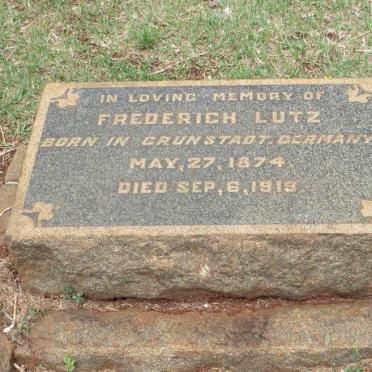 IN LOVING MEMORY OF
FREDERICH LUTZ
BORN IN GRUNSTADT, GERMANY
MAY, 27, 1874.
DIED SEP, 6, 1919.